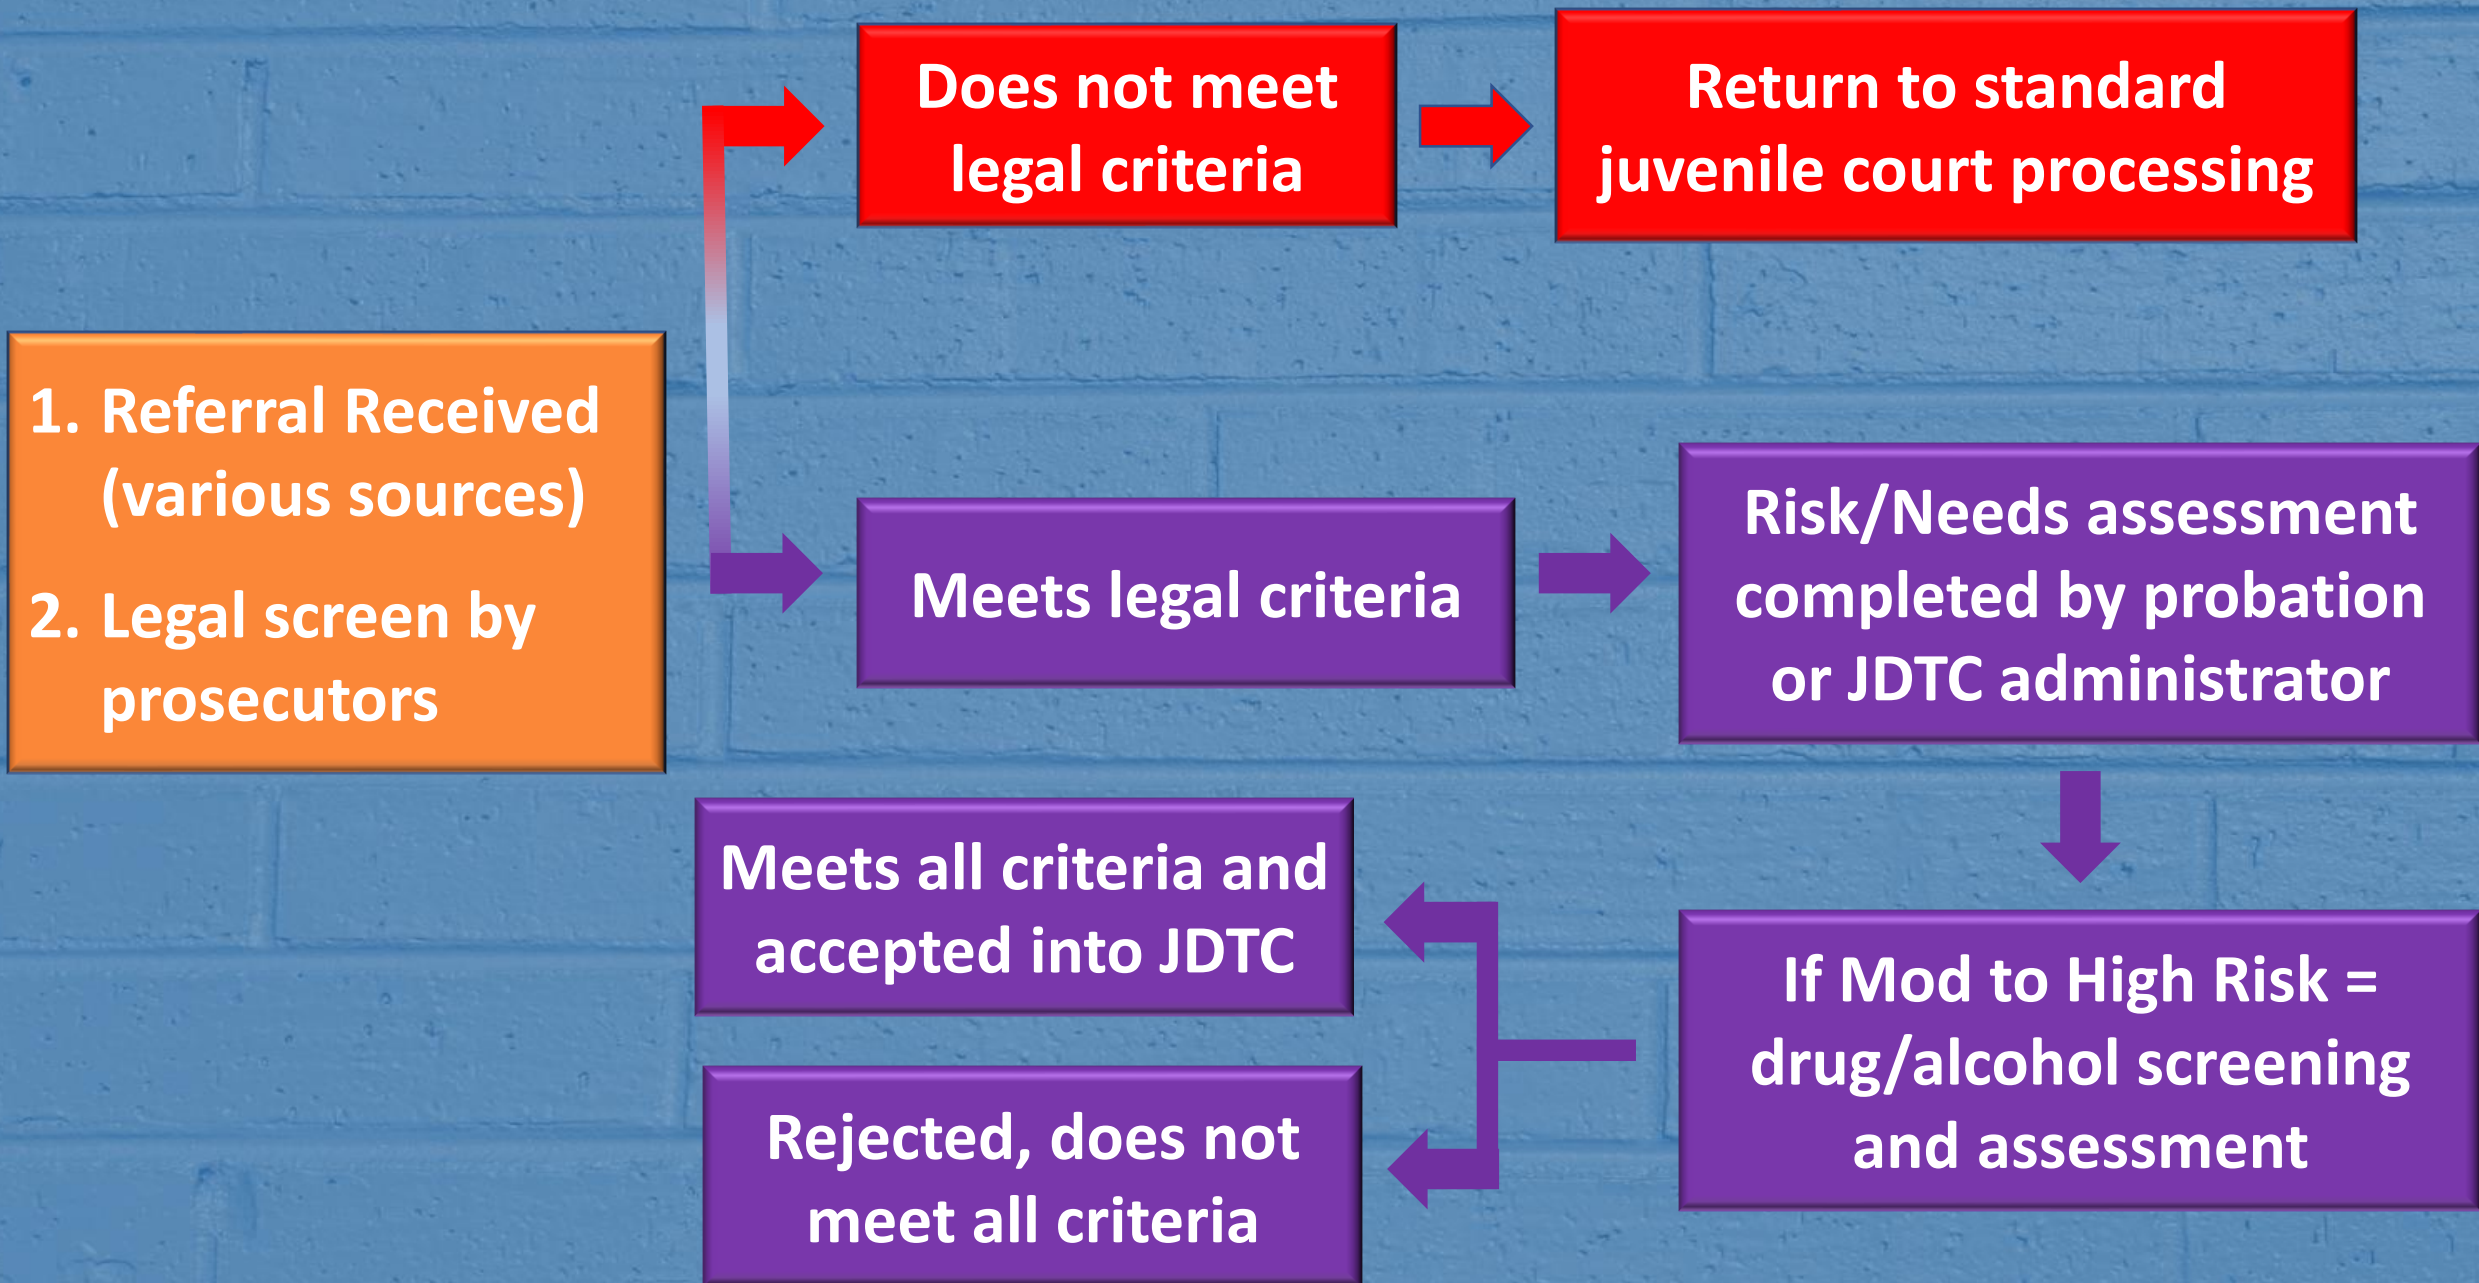 Does not meet
legal criteria
Return to standard
juvenile court processing
1. Referral Received
(various sources)
2. Legal screen by
prosecutors
Meets legal criteria
Risk/Needs assessment
completed by probation
or JDTC administrator
If Mod to High Risk =
drug/alcohol screening
and assessment
Meets all criteria and
accepted into JDTC
Rejected, does not
meet all criteria